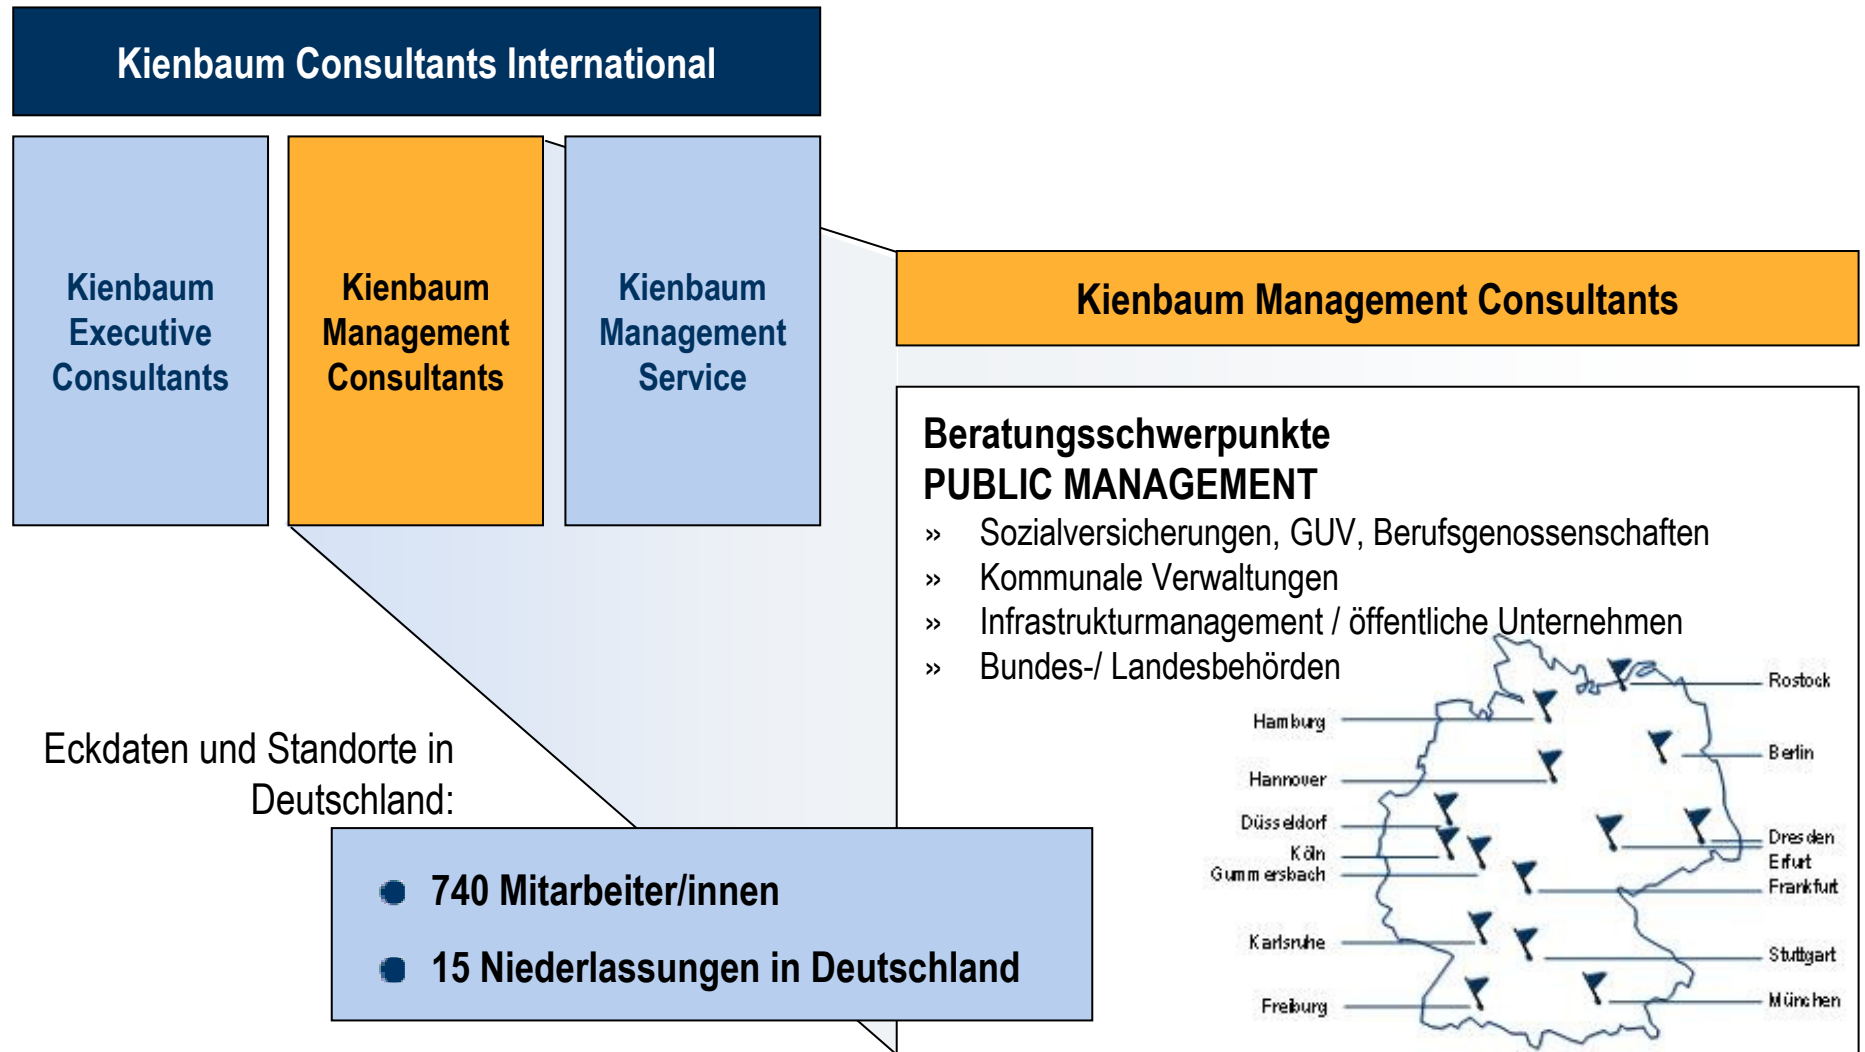 Kienbaum Consultants International
Kienbaum
Executive
Consultants
Kienbaum
Management
Consultants
Kienbaum
Management
Service
Kienbaum Management Consultants
Beratungsschwerpunkte
PUBLIC MANAGEMENT
» Sozialversicherungen, GUV, Berufsgenossenschaften
» Kommunale Verwaltungen
» Infrastrukturmanagement / öffentliche Unternehmen
» Bundes-/ Landesbehörden
Eckdaten und Standorte in
Deutschland:
740 Mitarbeiter/innen
15 Niederlassungen in Deutschland
Hamburg
Hannover
Düsseldorf
Köln
Gummersbach
Karlsruhe
Freiburg
Rostock
Berlin
Dresden
Erfurt
Frankfurt
Stuttgart
München